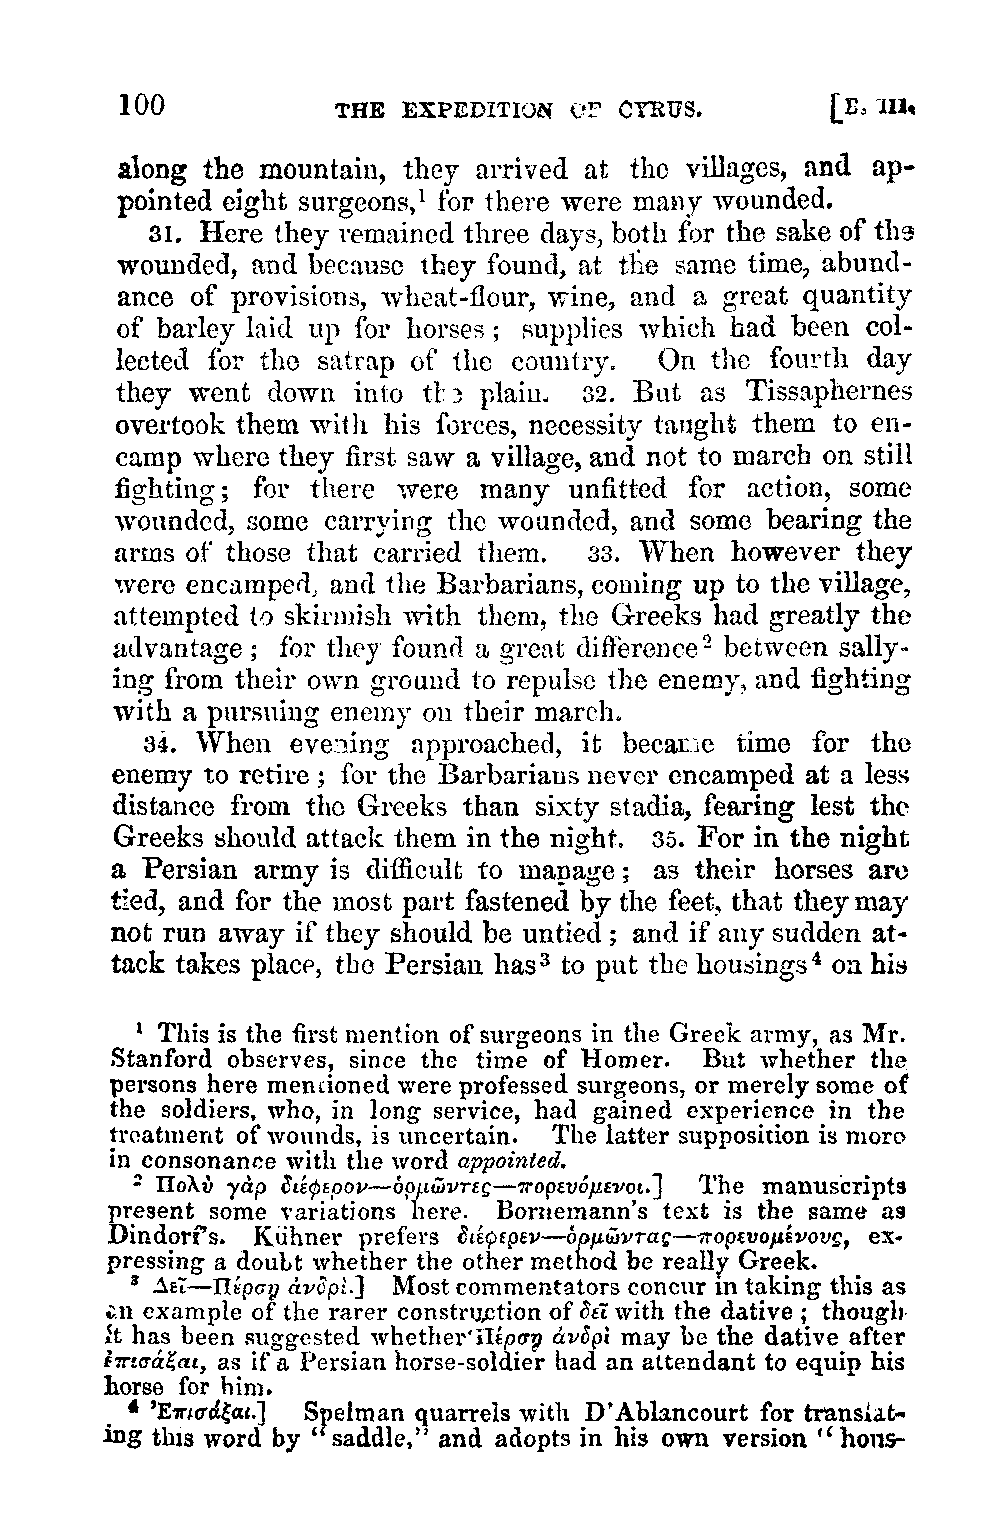 100 THE EXPEDITION OF CYRUS. [B. III.
along the mountain, they arrived at the villages, and ap-
pointed eight surgeons,¹ for there were many wounded.
31. Here they remained three days, both for the sake of the
wounded, and because they found, at the same time, abund-
ance of provisions, wheat-flour, wine, and a great quantity
of barley laid up for horses; supplies which had been col-
lected for the satrap of the country. On the fourth day
they went down into the plain. 32. But as Tissaphernes
overtook them with his forces, necessity taught them to en-
camp where they first saw a village, and not to march on still
fighting; for there were many unfitted for action, some
wounded, some carrying the wounded, and some bearing the
arms of those that carried them. 33. When however they
were encamped, and the Barbarians, coming up to the village,
attempted to skirmish with them, the Greeks had greatly the
advantage; for they found a great difference² between sally-
ing from their own ground to repulse the enemy, and fighting
with a pursuing enemy on their march.
34. When evening approached, it became time for the
enemy to retire; for the Barbarians never encamped at a less
distance from the Greeks than sixty stadia, fearing lest the
Greeks should attack them in the night. 35. For in the night
a Persian army is difficult to manage; as their horses are
tied, and for the most part fastened by the feet, that they may
not run away if they should be untied; and if any sudden at-
tack takes place, the Persian has³ to put the housings⁴ on his
¹ This is the first mention of surgeons in the Greek army, as Mr.
Stanford observes, since the time of Homer. But whether the
persons here mentioned were professed surgeons, or merely some of
the soldiers, who, in long service, had gained experience in the
treatment of wounds, is uncertain. The latter supposition is more
in consonance with the word appointed.
² Πολὺ γὰρ διέφερον—ὁρμῶντες—πορευόμενοι.] The manuscripts
present some variations here. Bornemann's text is the same as
Dindorf's. Kühner prefers διέφερεν—ὁρμῶντας—πορευομένους, ex-
pressing a doubt whether the other method be really Greek.
³ Δεῖ—Πέρσῃ ἀνδρὶ.] Most commentators concur in taking this as
an example of the rarer construction of δεῖ with the dative; though
it has been suggested whether Πέρσῃ ἀνδρὶ may be the dative after
ἐπισάξαι, as if a Persian horse-soldier had an attendant to equip his
horse for him.
⁴ Ἐπισάξαι.] Spelman quarrels with D'Ablancourt for translat-
ing this word by "saddle," and adopts in his own version "hous-